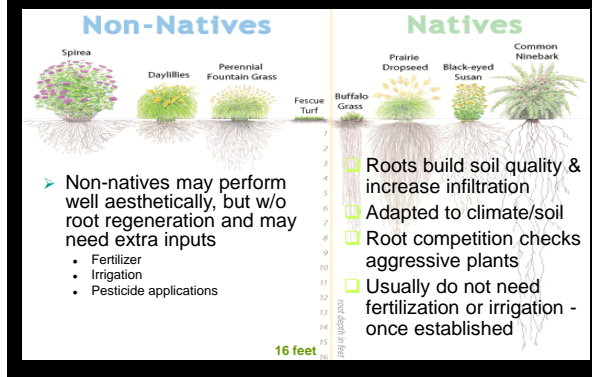 Non-Natives
Natives
Spirea
Daylillies
Perennial
Fountain Grass
Fescue
Turf
Buffalo
Grass
Prairie
Dropseed
Black-eyed
Susan
Common
Ninebark
➢ Non-natives may perform
well aesthetically, but w/o
root regeneration and may
need extra inputs
• Fertilizer
• Irrigation
• Pesticide applications
❑ Roots build soil quality &
increase infiltration
❑ Adapted to climate/soil
❑ Root competition checks
aggressive plants
❑ Usually do not need
fertilization or irrigation -
once established
1
2
3
4
5
6
7
8
9
10
11
12
13
14
15
16
root depth in feet
16 feet